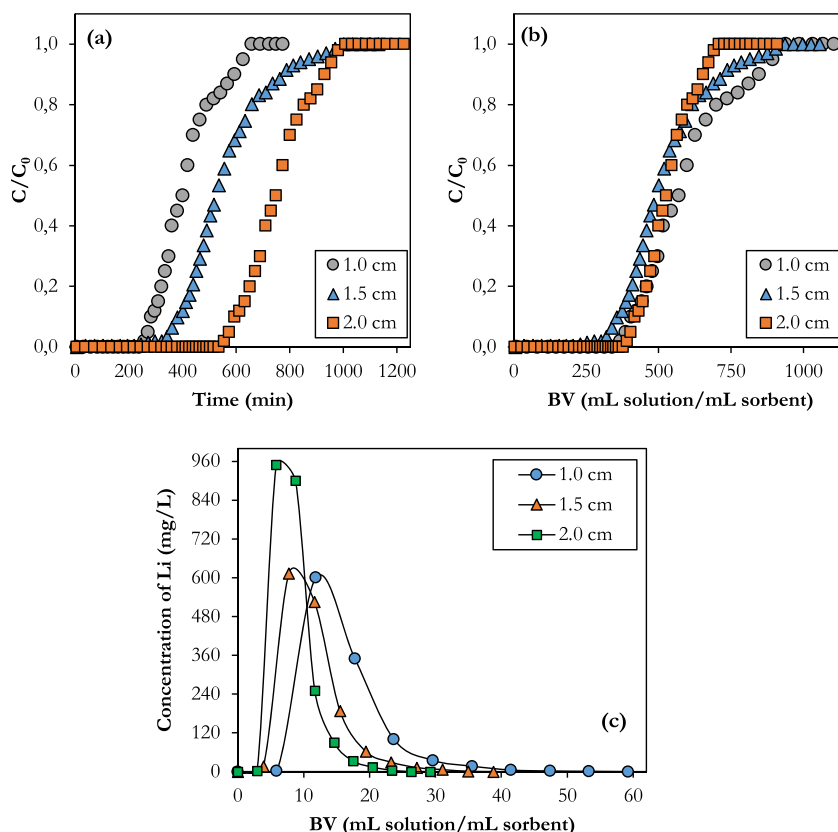 (a)
C/C0
1,0
0,8
0,6
0,4
0,2
0,0
1.0 cm
1.5 cm
2.0 cm
0 200 400 600 800 1000 1200
Time (min)
(b)
C/C0
1,0
0,8
0,6
0,4
0,2
0,0
1.0 cm
1.5 cm
2.0 cm
0 250 500 750 1000
BV (mL solution/mL sorbent)
Concentration of Li (mg/L)
960
840
720
600
480
360
240
120
0
1.0 cm
1.5 cm
2.0 cm
(c)
0 10 20 30 40 50 60
BV (mL solution/mL sorbent)